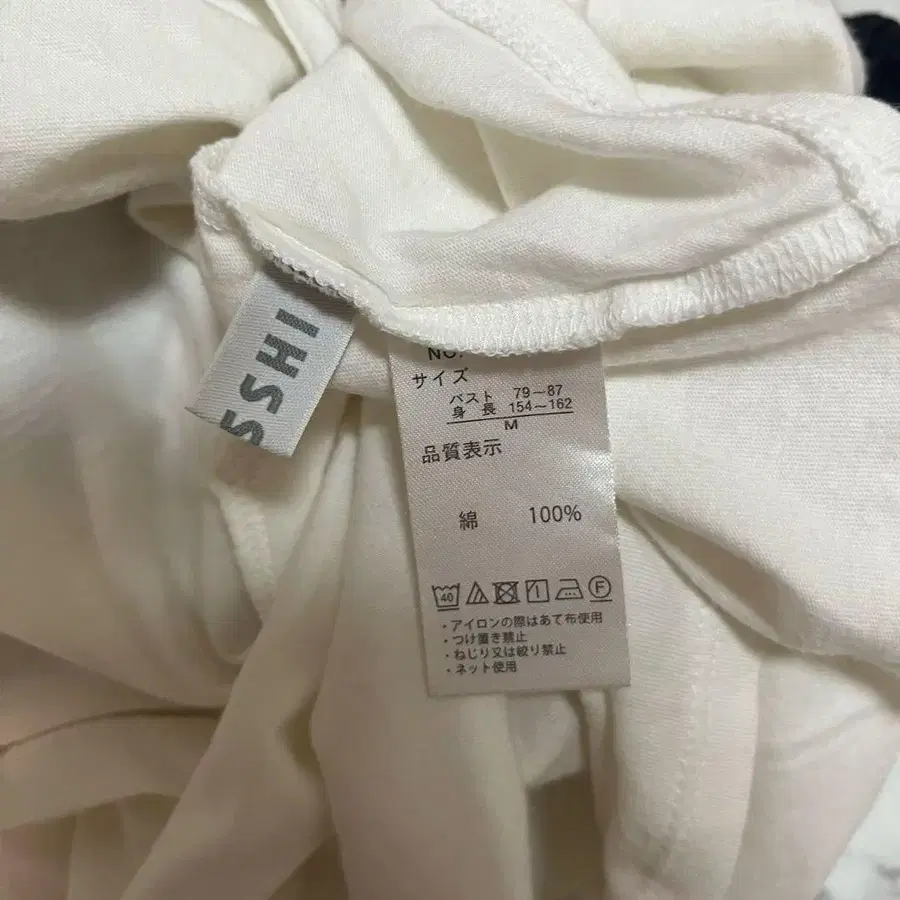 SSHI
NO.
サイズ
バスト 79〜87
身長 154〜162
M
品質表示
綿 100%
40 F
・アイロンの際はあて布使用
・つけ置き禁止
・ねじり又は絞り禁止
・ネット使用